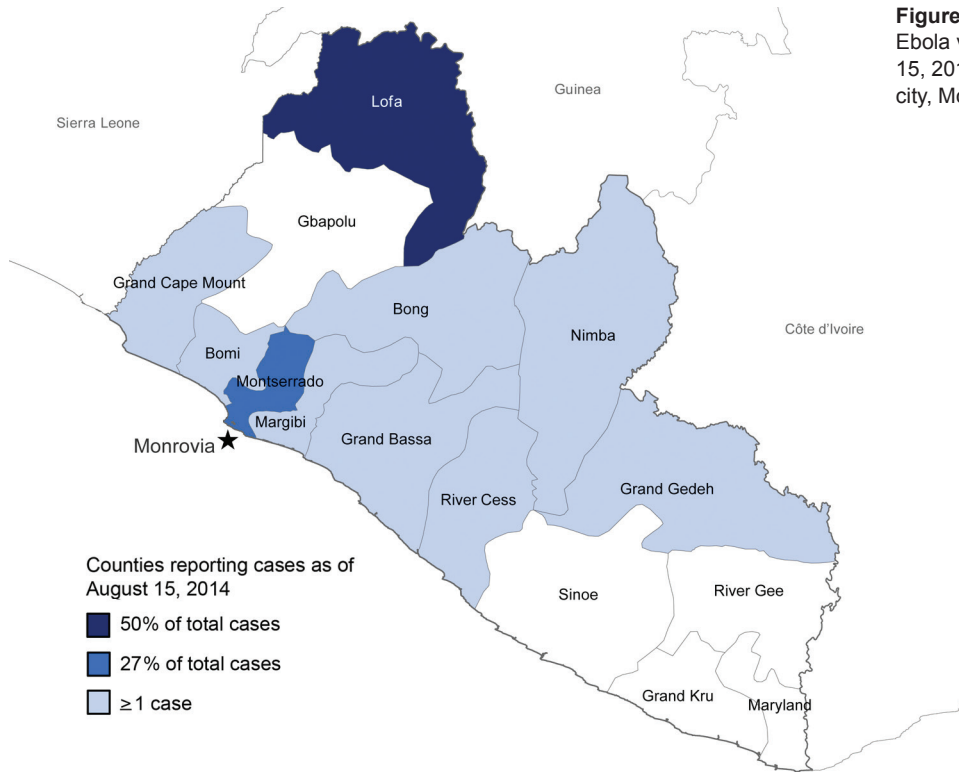 Figure
Ebola v
15, 201
city, Mo
Lofa
Guinea
Sierra Leone
Gbapolu
Grand Cape Mount
Bong
Nimba
Côte d'Ivoire
Bomi
Montserrado
Margibi
Grand Bassa
Monrovia
River Cess
Grand Gedeh
Counties reporting cases as of
August 15, 2014
50% of total cases
27% of total cases
≥1 case
Sinoe
River Gee
Grand Kru
Maryland